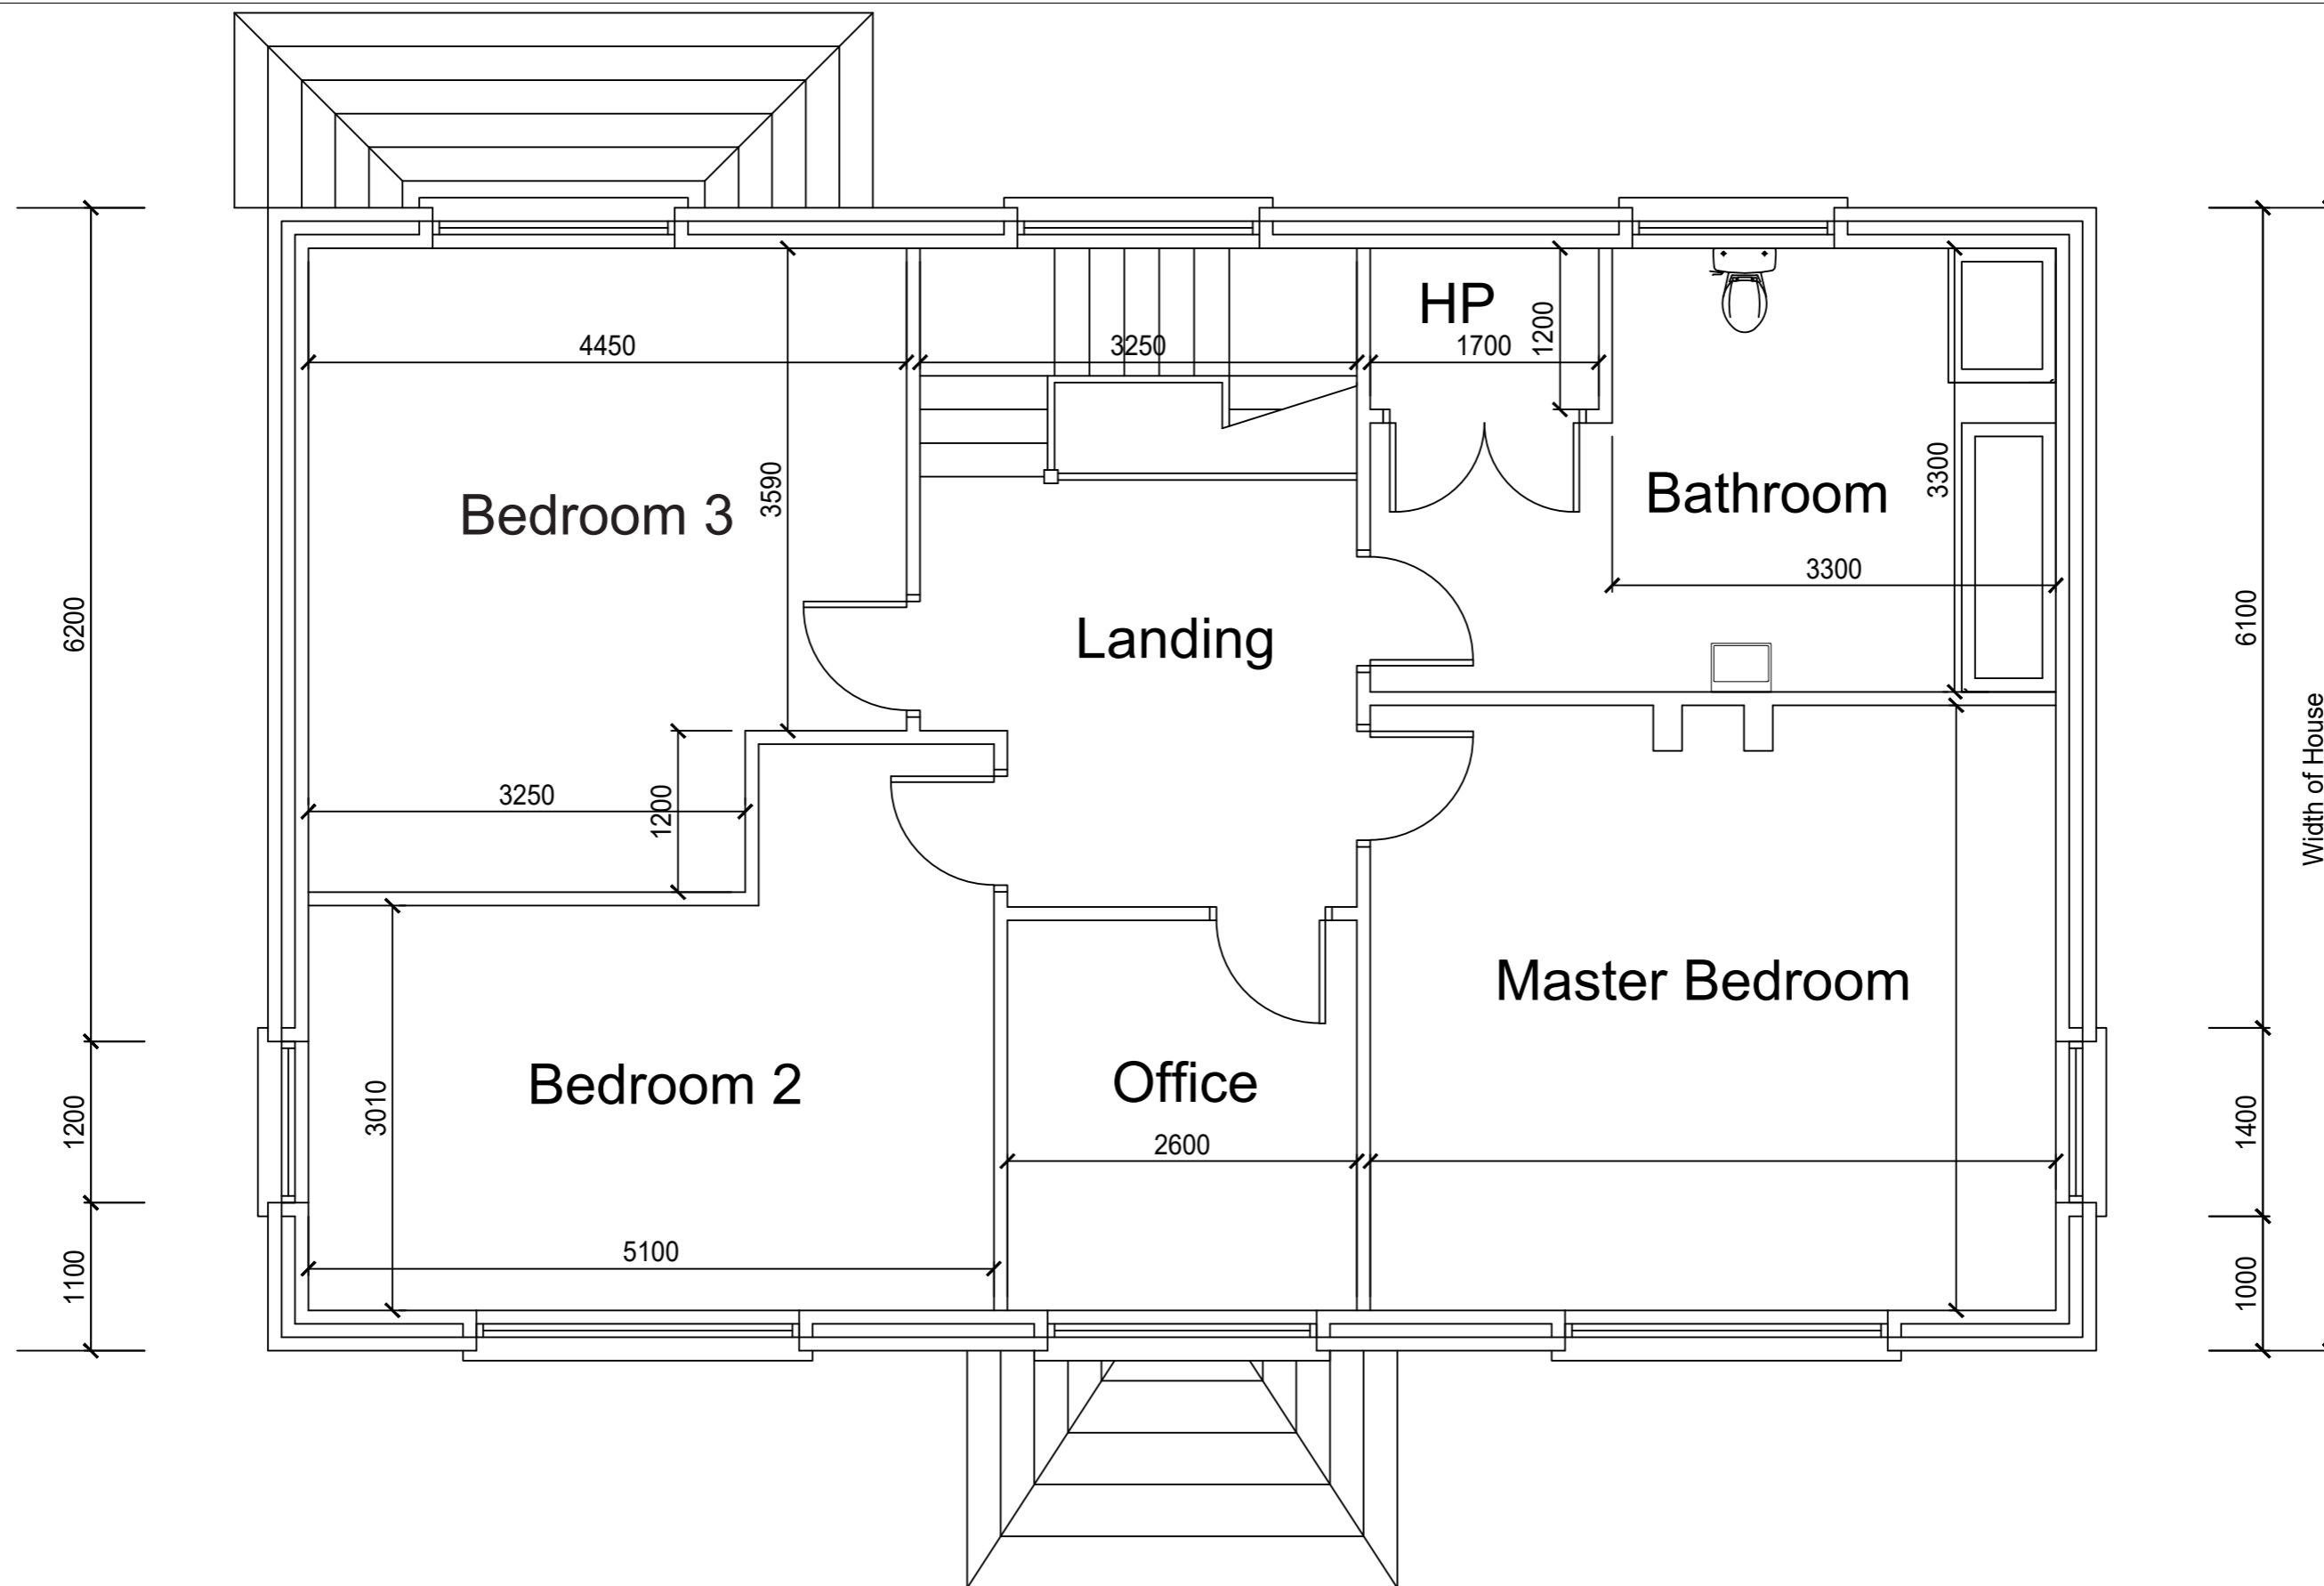 HP
4450
3250
1700
1200
Bedroom 3
3590
Bathroom
3300
3300
6200
Landing
6100
Width of House
3250
1200
Master Bedroom
Bedroom 2
3010
Office
2600
1200
1400
5100
1100
1000